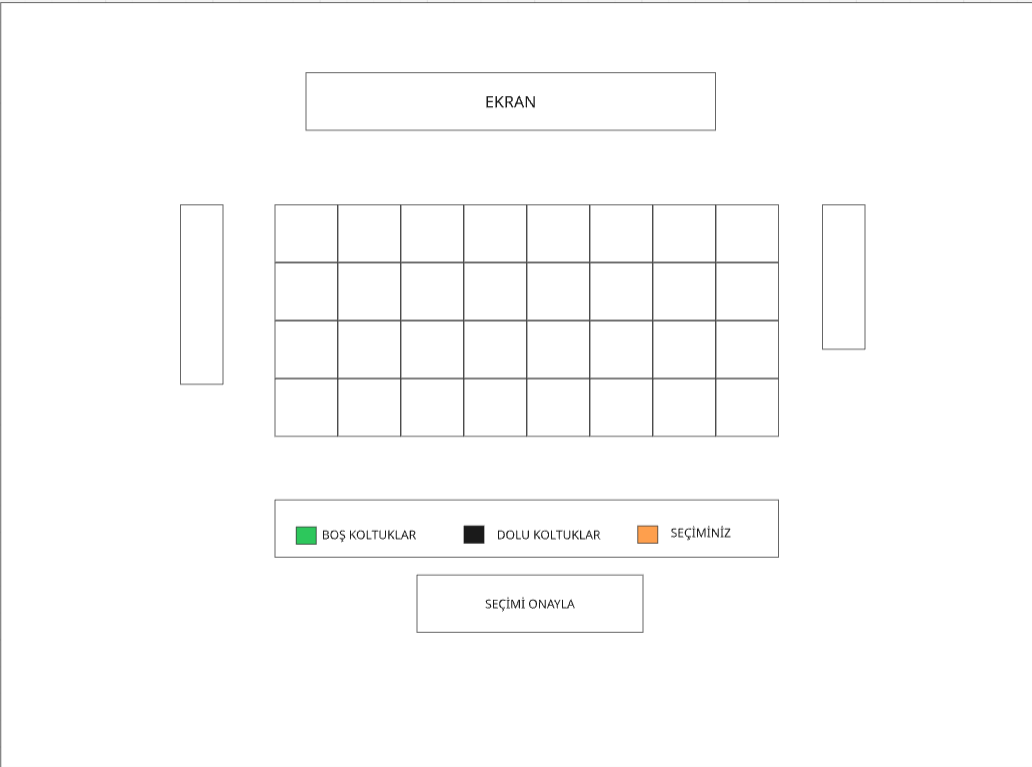 EKRAN
BOŞ KOLTUKLAR
DOLU KOLTUKLAR
SEÇİMİNİZ
SEÇİMİ ONAYLA